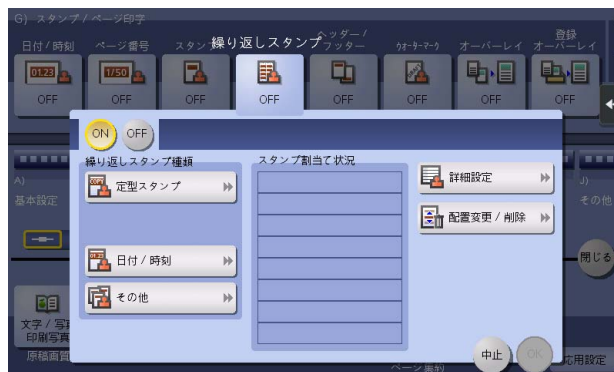 G) スタンプ / ページ印字
日付 / 時刻
ページ番号
スタンプ
繰り返しスタンプ
ヘッダー /
フッター
ウォーターマーク
オーバーレイ
登録
オーバーレイ
01.23
1/50
OFF
OFF
OFF
OFF
OFF
OFF
OFF
OFF
ON
OFF
繰り返しスタンプ種類
スタンプ割当て状況
定型スタンプ
詳細設定
配置変更 / 削除
日付 / 時刻
その他
A)
基本設定
J)
その他
閉じる
文字 / 写真
印刷写真
原稿画質
ページ集約
中止
OK
応用設定